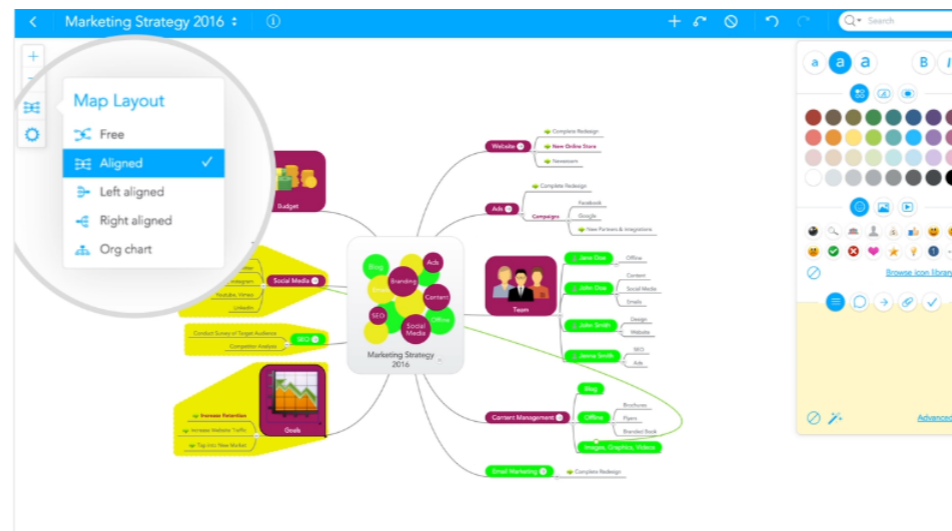 Marketing Strategy 2016
Search
Map Layout
Free
Aligned
Left aligned
Right aligned
Org chart
Budget
Social Media
Instagram
Youtube, Vimeo
LinkedIn
Conduct Survey of Target Audience
Competitor Analysis
SEO
Increase Retention
Increase Website Traffic
Tap into New Market
Goals
Blog
Ads
Branding
Email
Content
SEO
Offline
Social
Media
Marketing Strategy
2016
Website
Complete Redesign
New Online Store
Newsroom
Ads
Complete Redesign
Campaigns
Facebook
Google
New Partners & Integrations
Team
Jane Doe
Offline
John Doe
Content
Social Media
Emails
John Smith
Design
Website
Jenna Smith
SEO
Ads
Content Management
Blog
Offline
Brochures
Flyers
Branded Book
Images, Graphics, Videos
Email Marketing
Complete Redesign
a a a B I
Browse icon librar
Advanced